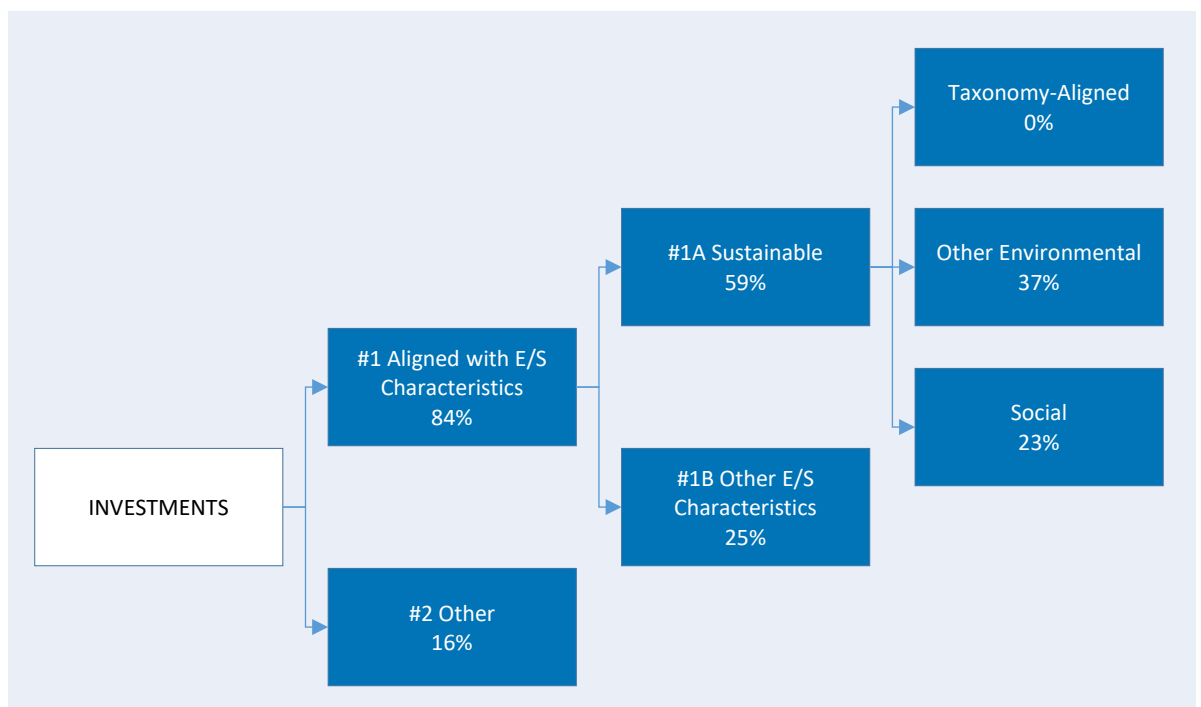 INVESTMENTS
#1 Aligned with E/S
Characteristics
84%
#2 Other
16%
#1A Sustainable
59%
#1B Other E/S
Characteristics
25%
Taxonomy-Aligned
0%
Other Environmental
37%
Social
23%